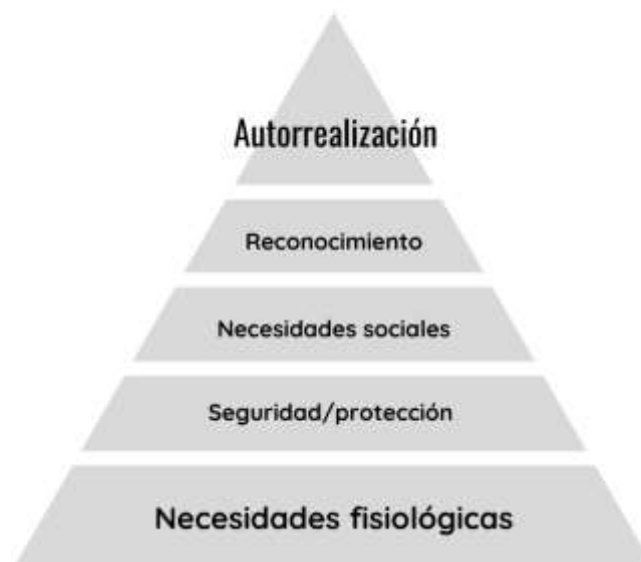 Autorrealización
Reconocimiento
Necesidades sociales
Seguridad/protección
Necesidades fisiológicas